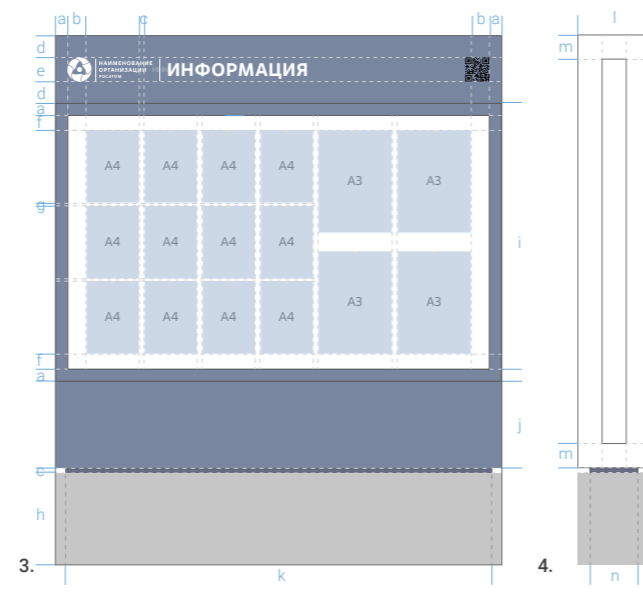 a b c b a l
d m
e НАИМЕНОВАНИЕ
ОРГАНИЗАЦИИ
РОСАТОМ
ИНФОРМАЦИЯ
d
a
f
A4 A4 A4 A4 A3 A3
g
A4 A4 A4 A4 i
A4 A4 A4 A4 A3 A3
f
a
j
m
c
h
3. k 4. n